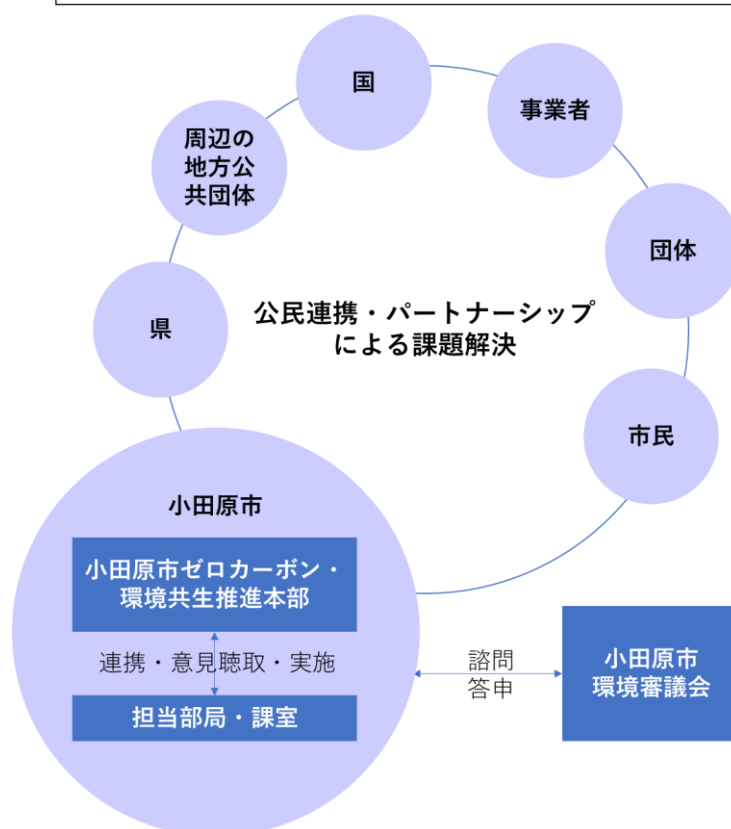 国
事業者
周辺の
地方公
共団体
団体
公民連携・パートナーシップ
による課題解決
県
市民
小田原市
小田原市ゼロカーボン・
環境共生推進本部
連携・意見聴取・実施
担当部局・課室
諮問
答申
小田原市
環境審議会